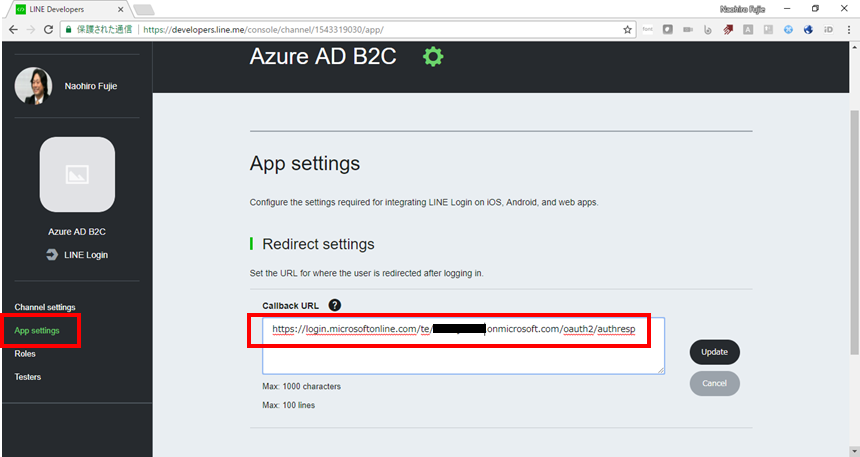 LINE Developers
Naohiro Fujie
保護された通信 https://developers.line.me/console/channel/1543319030/app/
Azure AD B2C
Naohiro Fujie
Azure AD B2C
LINE Login
Channel settings
App settings
Roles
Testers
App settings
Configure the settings required for integrating LINE Login on iOS, Android, and web apps.
Redirect settings
Set the URL for where the user is redirected after logging in.
Callback URL ?
https://login.microsoftonline.com/te/ onmicrosoft.com/oauth2/authresp
Update
Max: 1000 characters
Cancel
Max: 100 lines